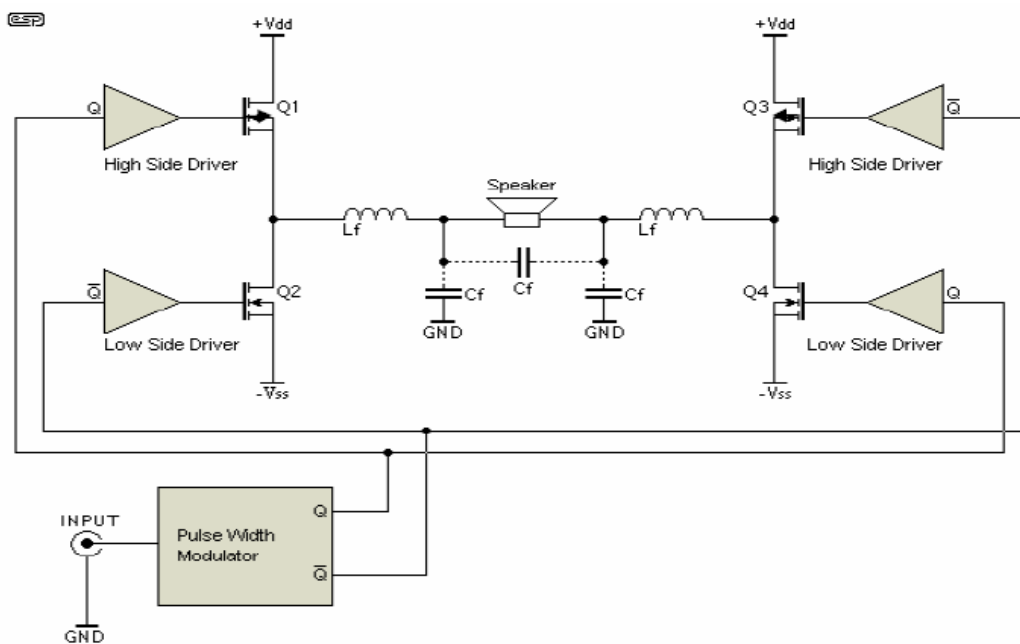 ESP
+Vdd
+Vdd
Q
Q1
Q3
Q̅
High Side Driver
High Side Driver
Speaker
Lf
Lf
Cf
Q̅
Q2
Cf
Cf
Q4
Q
GND
GND
Low Side Driver
Low Side Driver
-Vss
-Vss
INPUT
Pulse Width
Modulator
Q
Q̅
GND